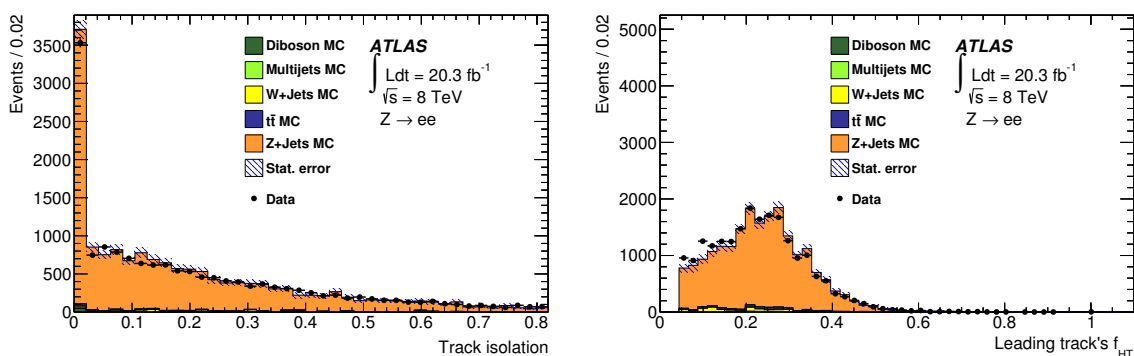 Events / 0.02
3500
3000
2500
2000
1500
1000
500
0
0 0.1 0.2 0.3 0.4 0.5 0.6 0.7 0.8
Track isolation
Diboson MC
Multijets MC
W+Jets MC
tt̄ MC
Z+Jets MC
Stat. error
Data
ATLAS
∫ Ldt = 20.3 fb⁻¹
√s = 8 TeV
Z → ee
Events / 0.02
5000
4000
3000
2000
1000
0
0 0.2 0.4 0.6 0.8 1
Leading track's f_HT
Diboson MC
Multijets MC
W+Jets MC
tt̄ MC
Z+Jets MC
Stat. error
Data
ATLAS
∫ Ldt = 20.3 fb⁻¹
√s = 8 TeV
Z → ee